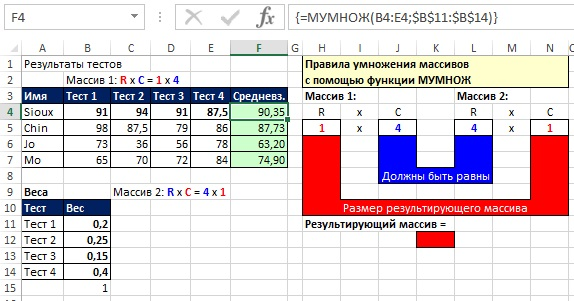 F4 {=МУМНОЖ(B4:E4;$B$11:$B$14)}
A B C D E F G H I J K L M N
1 Результаты тестов: Правила умножения массивов
2 Массив 1: R x C = 1 x 4 с помощью функции МУМНОЖ
3 Имя Тест 1 Тест 2 Тест 3 Тест 4 Средневз. Массив 1: Массив 2:
4 Sioux 91 94 91 87,5 90,35 R x C R x C
5 Chin 98 87,5 79 86 87,73 1 x 4 4 x 1
6 Jo 73 36 56 78 63,20
7 Mo 65 70 72 84 74,90
8 Должны быть равны
9 Веса Массив 2: R x C = 4 x 1
10 Тест Вес Размер результирующего массива
11 Тест 1 0,2 Результирующий массив =
12 Тест 2 0,25
13 Тест 3 0,15
14 Тест 4 0,4
15 1